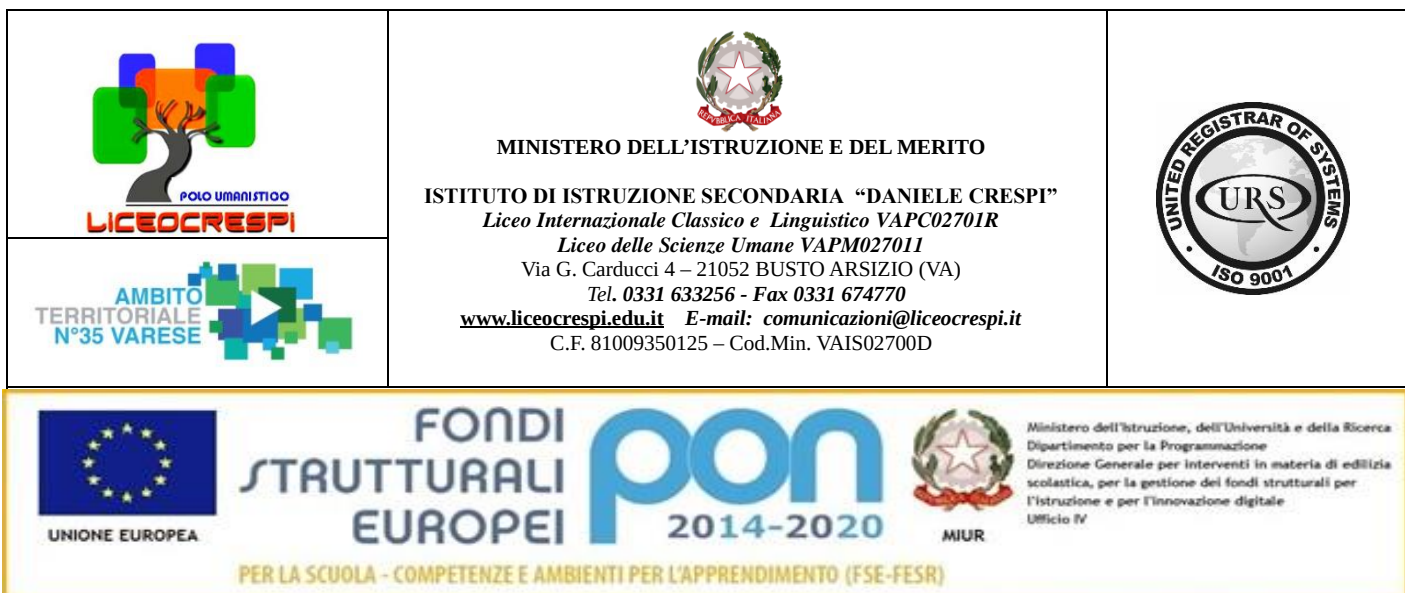 POLO UMANISTICO
LICEOCRESPI
AMBITO
TERRITORIALE
N°35 VARESE
REPVBBLICA ITALIANA
MINISTERO DELL’ISTRUZIONE E DEL MERITO
ISTITUTO DI ISTRUZIONE SECONDARIA “DANIELE CRESPI”
Liceo Internazionale Classico e Linguistico VAPC02701R
Liceo delle Scienze Umane VAPM027011
Via G. Carducci 4 – 21052 BUSTO ARSIZIO (VA)
Tel. 0331 633256 - Fax 0331 674770
www.liceocrespi.edu.it E-mail: comunicazioni@liceocrespi.it
C.F. 81009350125 – Cod.Min. VAIS02700D
UNITED REGISTRAR OF SYSTEMS
URS
ISO 9001
UNIONE EUROPEA
FONDI
STRUTTURALI
EUROPEI
pon
2014-2020
MIUR
Ministero dell'Istruzione, dell'Università e della Ricerca
Dipartimento per la Programmazione
Direzione Generale per interventi in materia di edilizia
scolastica, per la gestione dei fondi strutturali per
l'istruzione e per l'innovazione digitale
Ufficio IV
PER LA SCUOLA - COMPETENZE E AMBIENTI PER L'APPRENDIMENTO (FSE-FESR)